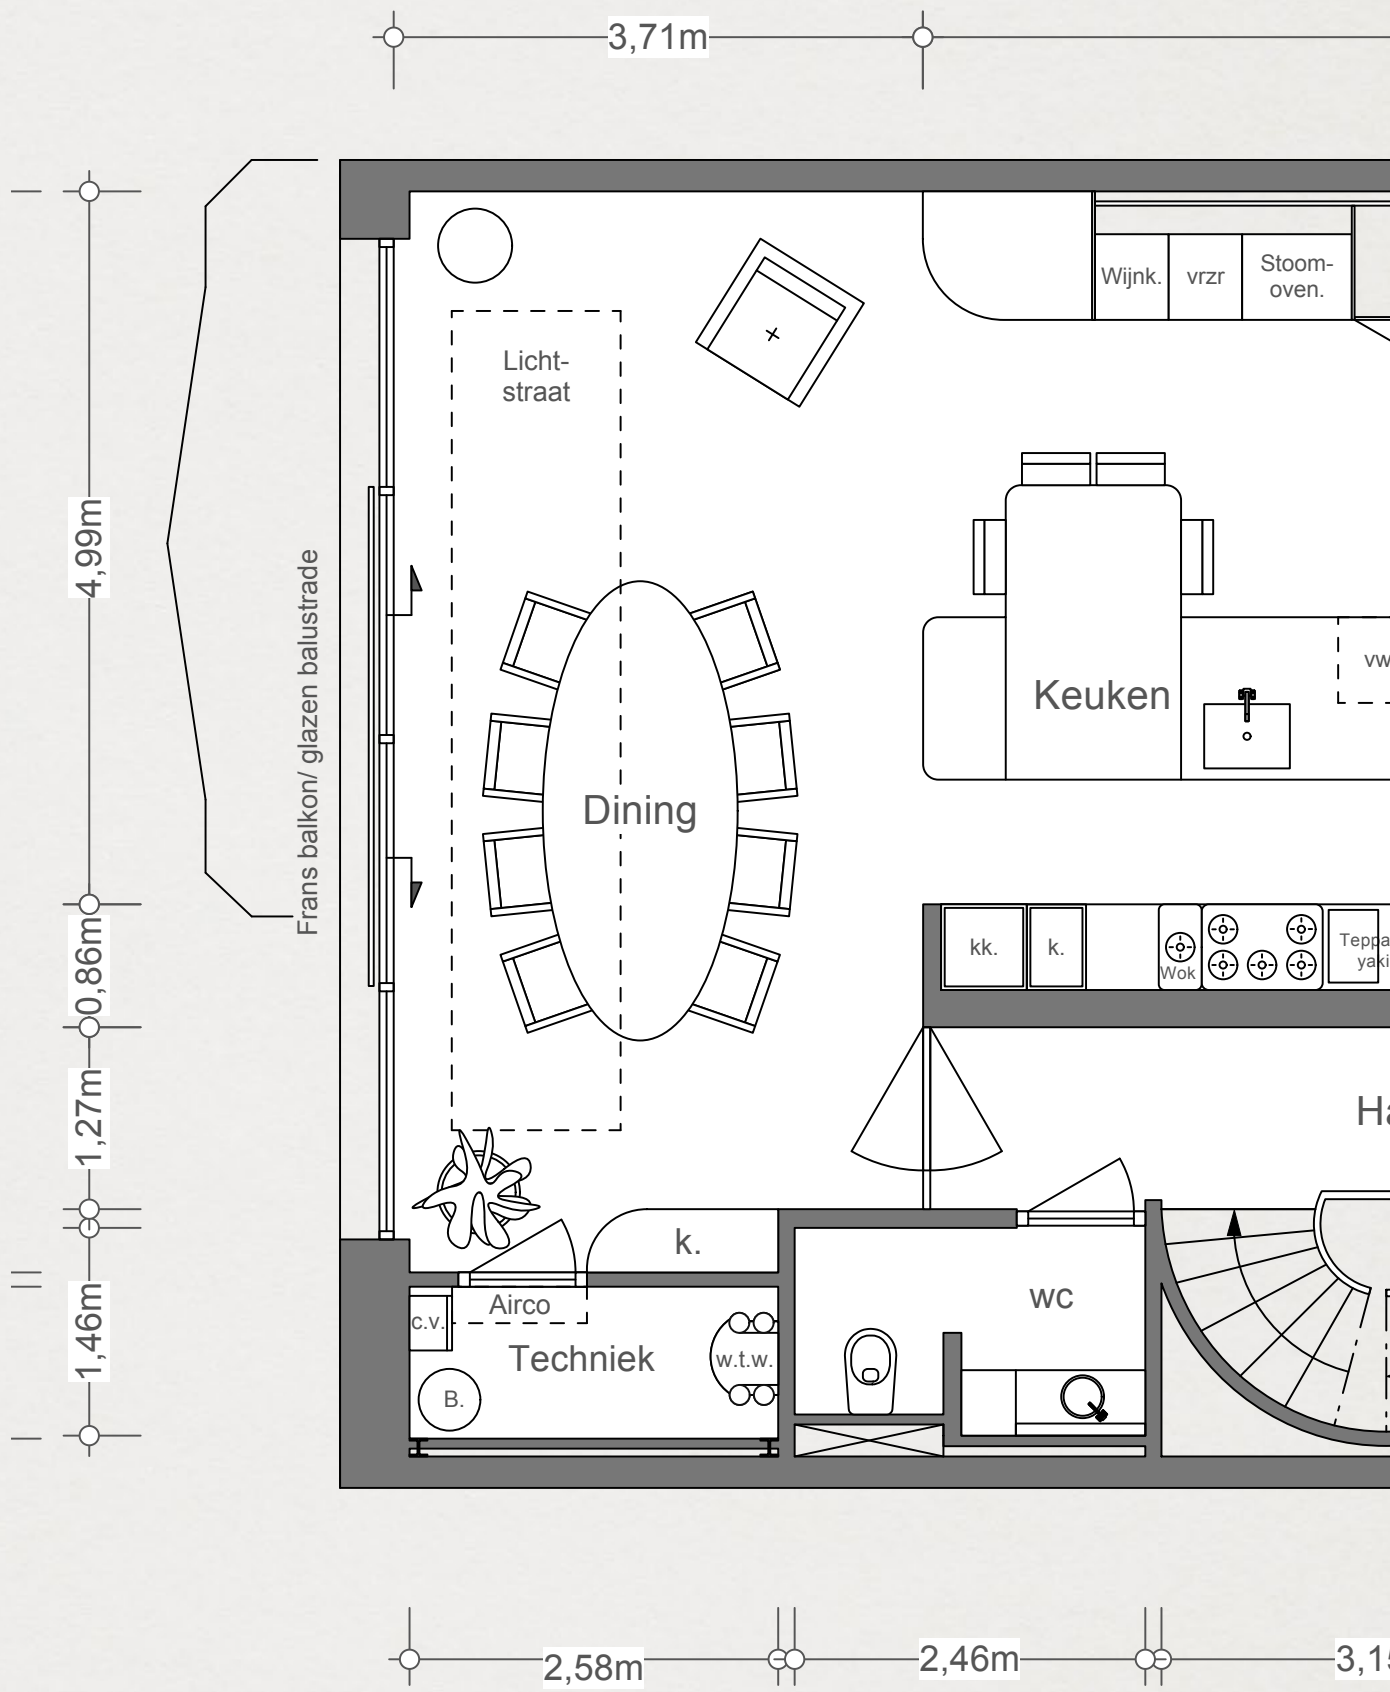 3,71m
Wijnk.
vrzr
Stoom-
oven.
Licht-
straat
4,99m
Frans balkon/ glazen balustrade
Keuken
Dining
0,86m
kk.
k.
Wok
1,27m
k.
wc
Airco
c.v.
Techniek
w.t.w.
B.
1,46m
2,58m
2,46m